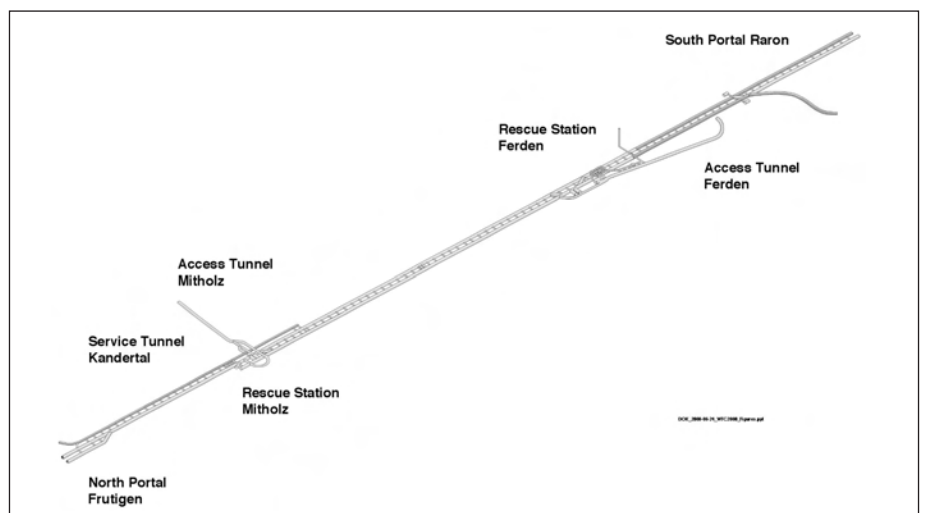 South Portal Raron
Rescue Station
Ferden
Access Tunnel
Ferden
Access Tunnel
Mitholz
Service Tunnel
Kandertal
Rescue Station
Mitholz
North Portal
Frutigen